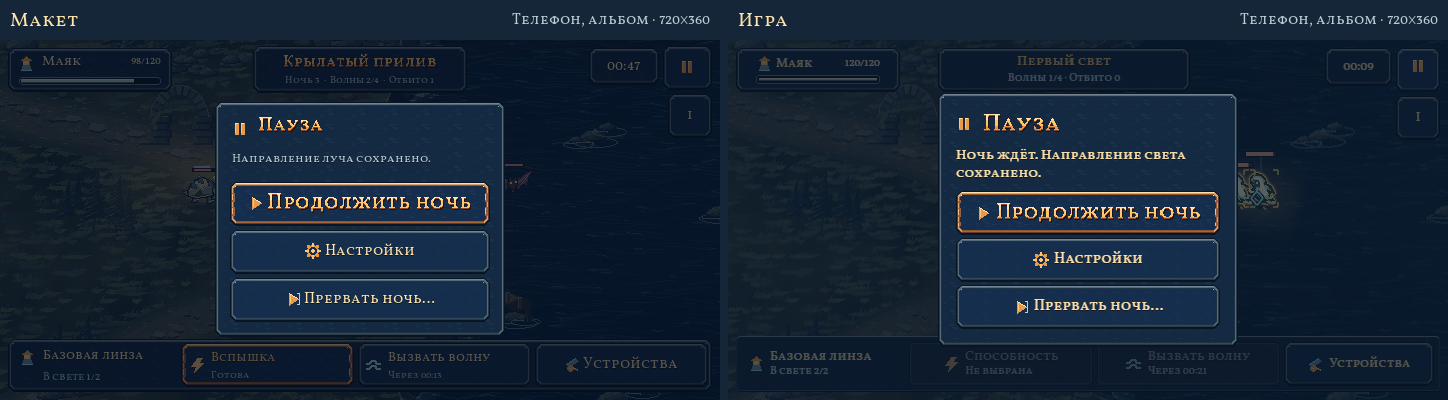 Макет
Телефон, альбом · 720×360
Маяк 98/120
Крылатый прилив
Ночь 3 · Волны 2/4 · Отбито 1
00:47
I
Пауза
Направление луча сохранено.
Продолжить ночь
Настройки
Прервать ночь...
Базовая линза
В свете 1/2
Вспышка
Готова
Вызвать волну
Через 00:13
Устройства
Игра
Телефон, альбом · 720×360
Маяк 120/120
Первый свет
Волны 1/4 · Отбито 0
00:09
I
Пауза
Ночь ждёт. Направление света
сохранено.
Продолжить ночь
Настройки
Прервать ночь...
Базовая линза
В свете 2/2
Способность
Не выбрана
Вызвать волну
Через 00:21
Устройства